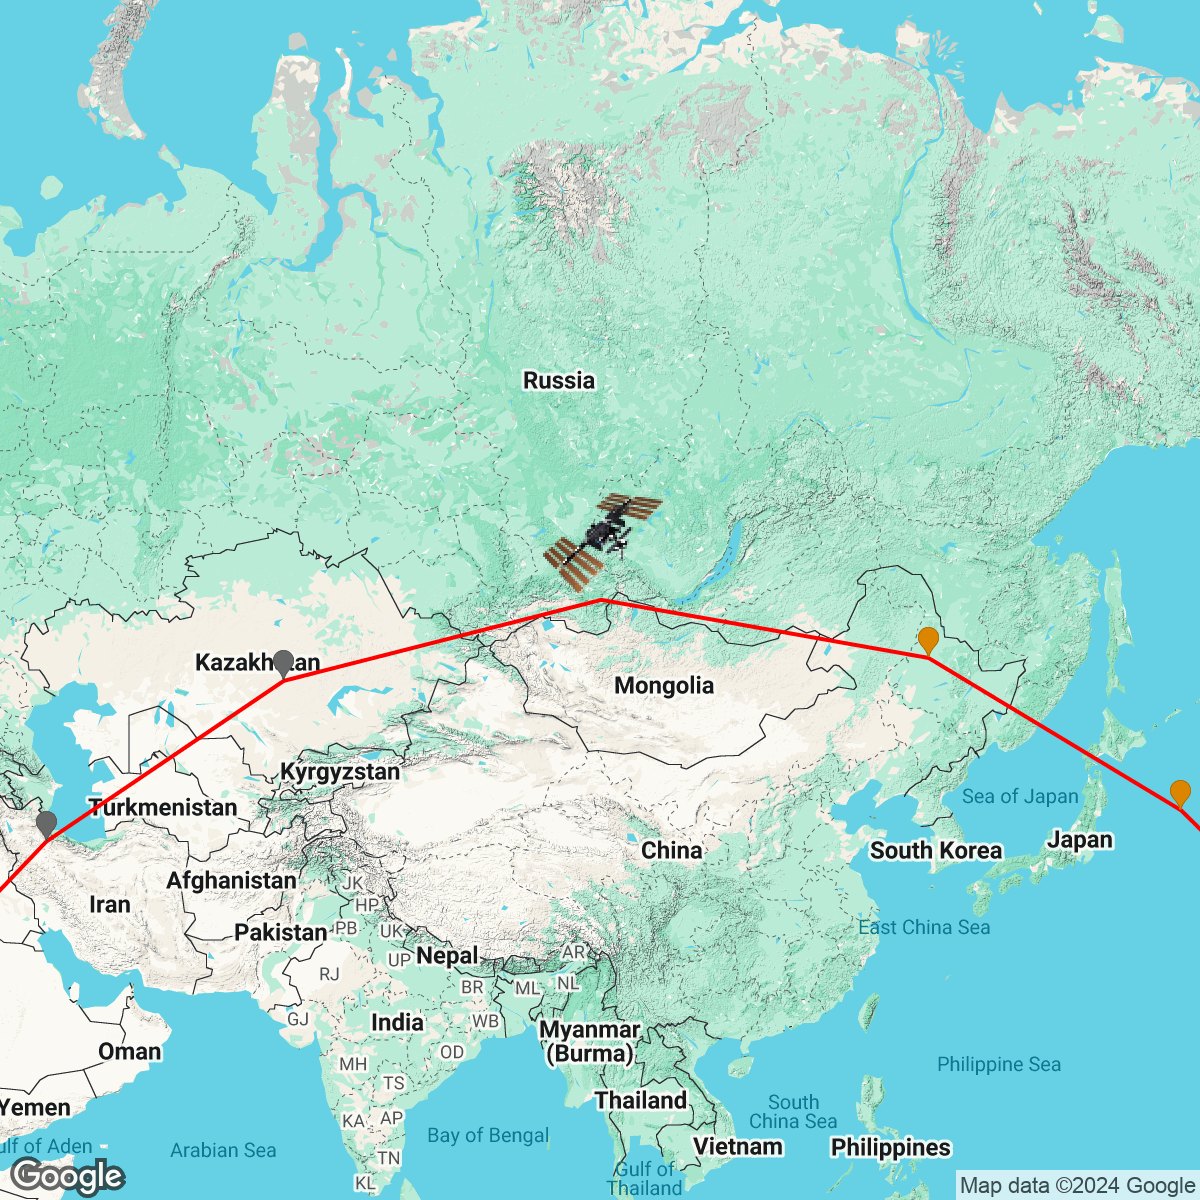 Russia
Kazakhstan
Mongolia
Kyrgyzstan
Turkmenistan
Sea of Japan
Japan
South Korea
China
Afghanistan
JK
HP
Iran
Pakistan
PB
UK
East China Sea
Nepal
AR
UP
RJ
BR
ML
NL
GJ
India
WB
Myanmar
(Burma)
Oman
OD
MH
Philippine Sea
TS
Thailand
South
China Sea
Yemen
KA
AP
Bay of Bengal
Gulf of Aden
Arabian Sea
Vietnam
Philippines
TN
Gulf of
Thailand
KL
Google
Map data ©2024 Google